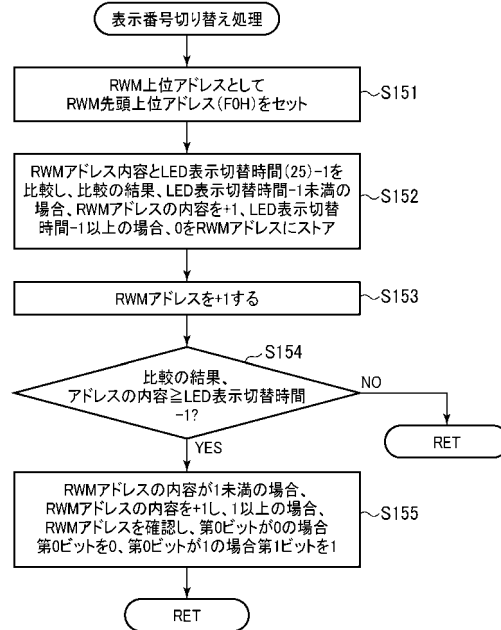 表示番号切り替え処理
RWM上位アドレスとして
RWM先頭上位アドレス(F0H)をセット
S151
RWMアドレス内容とLED表示切替時間(25)-1を
比較し、比較の結果、LED表示切替時間-1未満の
場合、RWMアドレスの内容を+1、LED表示切替
時間-1以上の場合、0をRWMアドレスにストア
S152
RWMアドレスを+1する
S153
S154
比較の結果、
アドレスの内容≧LED表示切替時間
-1?
NO
RET
YES
RWMアドレスの内容が1未満の場合、
RWMアドレスの内容を+1し、1以上の場合、
RWMアドレスを確認し、第0ビットが0の場合
第0ビットを0、第0ビットが1の場合第1ビットを1
S155
RET